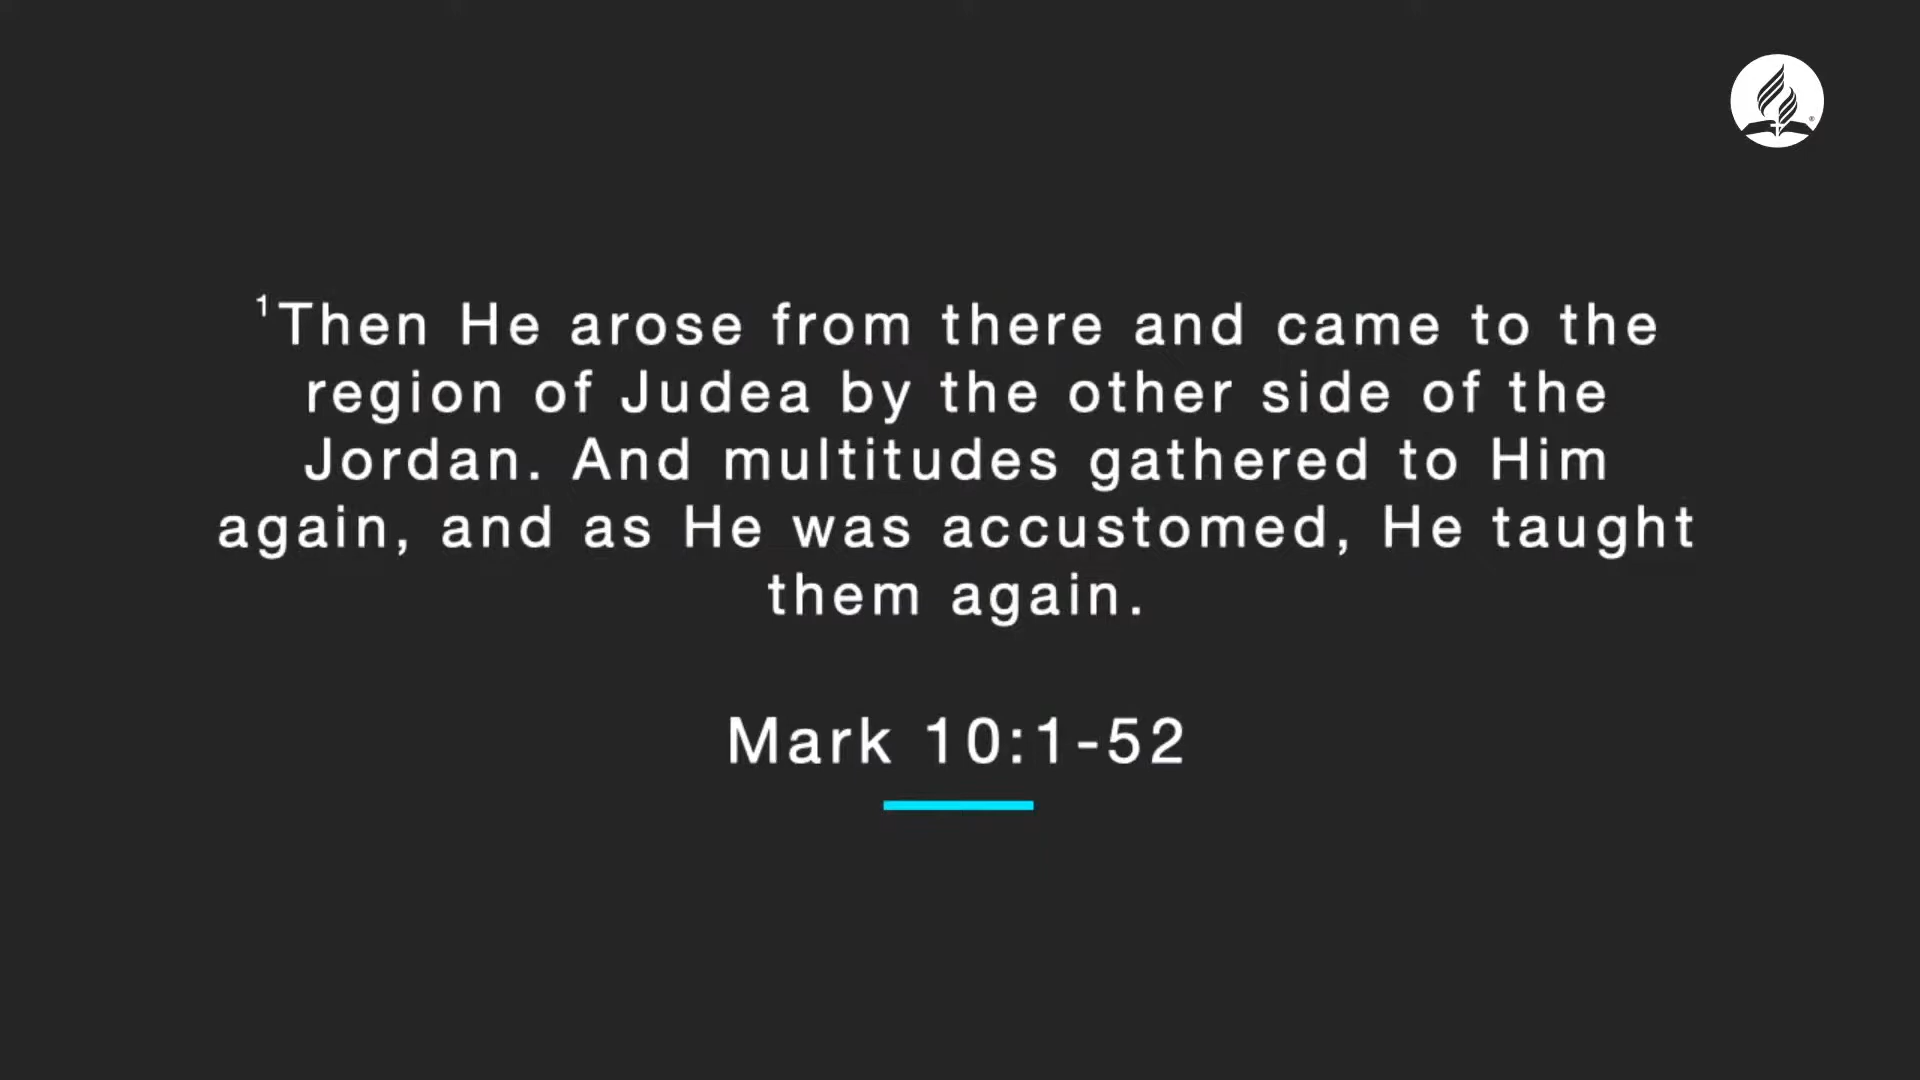 ¹Then He arose from there and came to the
region of Judea by the other side of the
Jordan. And multitudes gathered to Him
again, and as He was accustomed, He taught
them again.
Mark 10:1-52